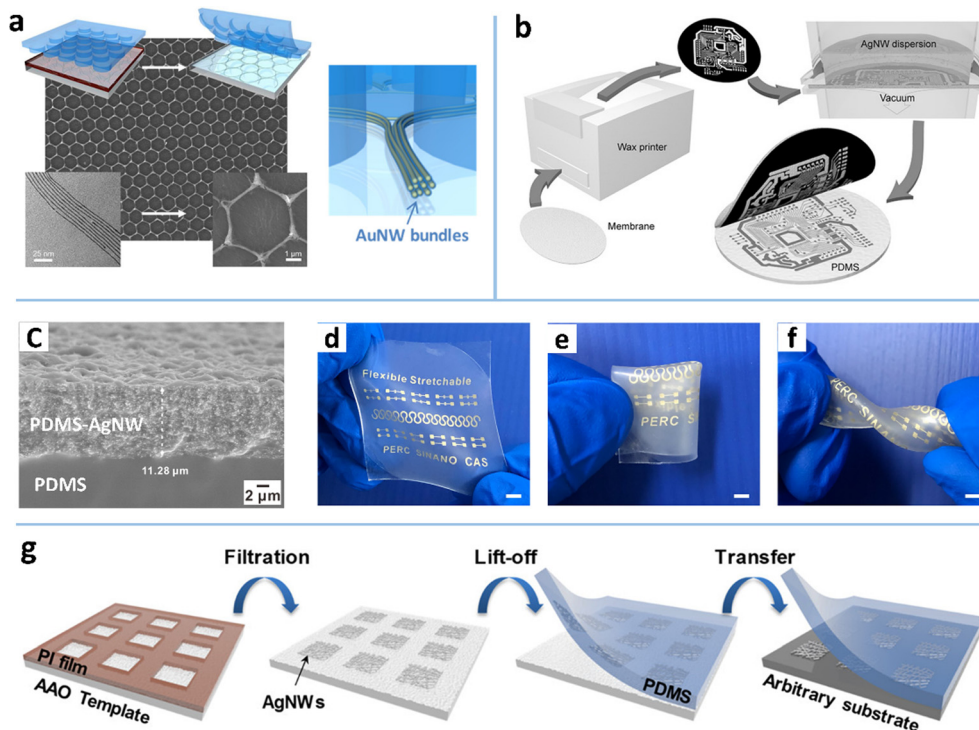 a
25 nm
1 µm
AuNW bundles
b
AgNW dispersion
Vacuum
Wax printer
Membrane
PDMS
c
PDMS-AgNW
11.28 µm
PDMS
2 µm
d
Flexible Stretchable
PERC SINANO CAS
e
PERC S
f
PERC SINANO
g
Filtration
Lift-off
Transfer
PI film
AAO Template
AgNWs
PDMS
Arbitrary substrate